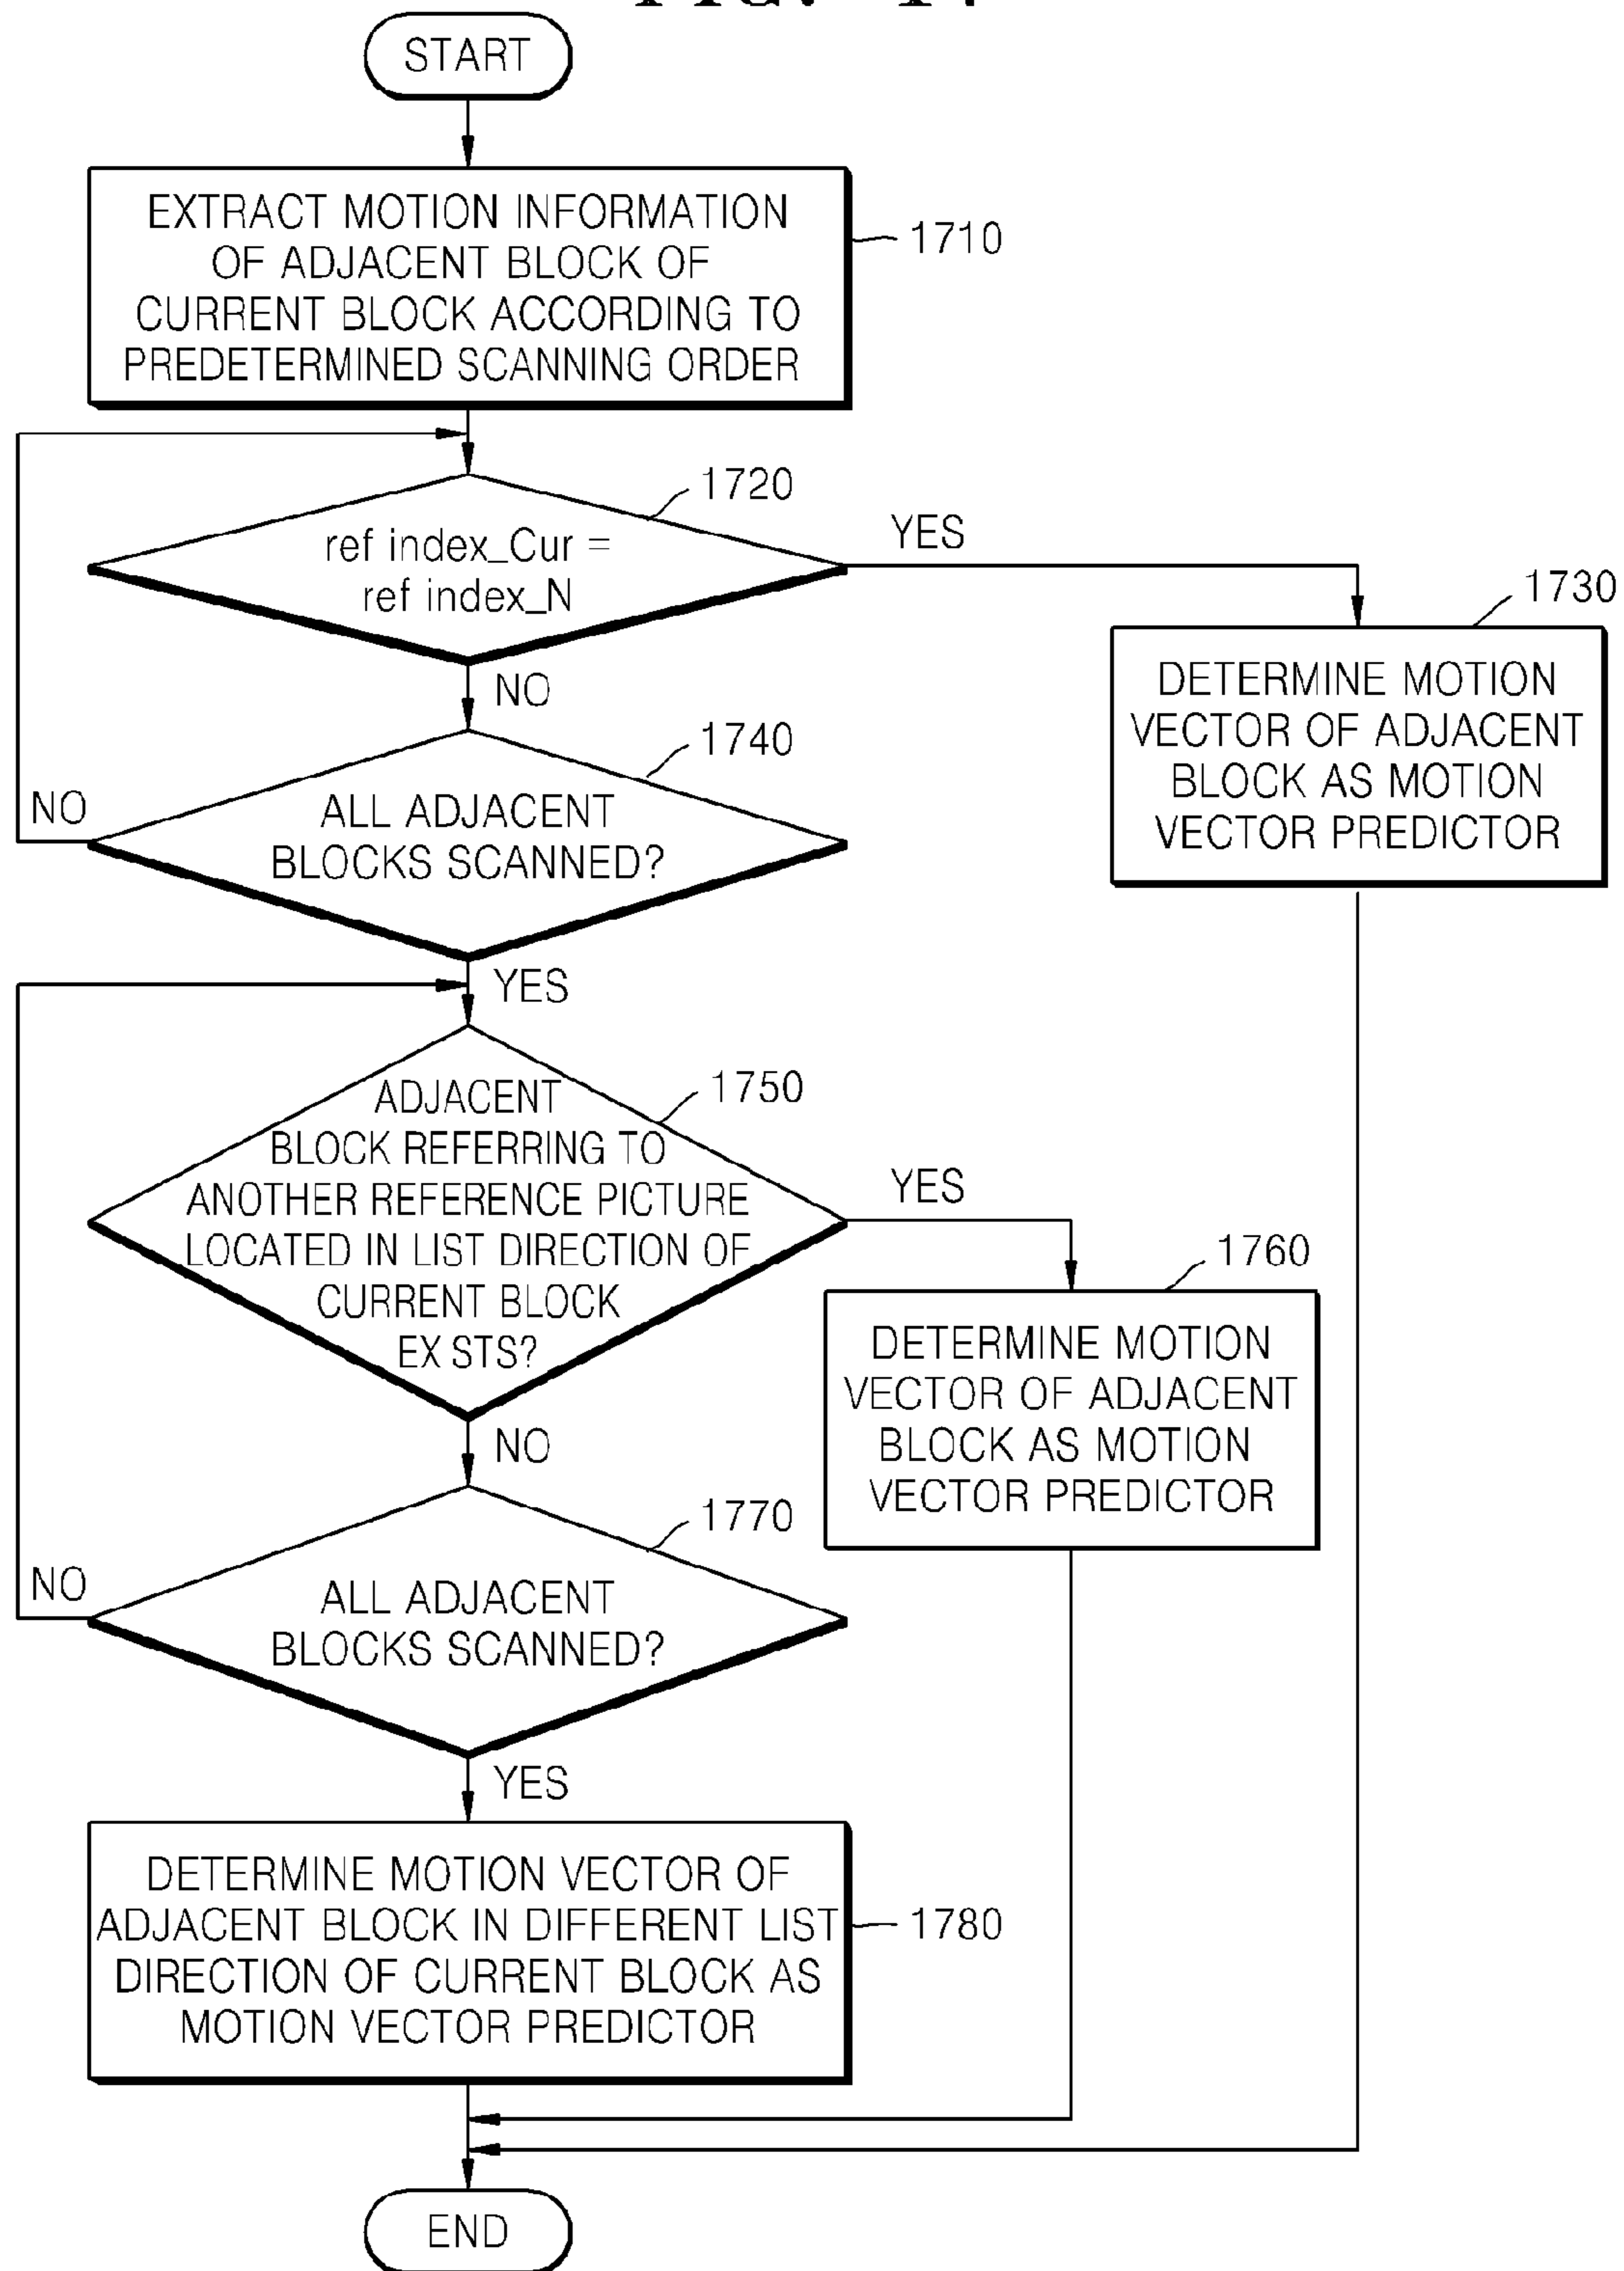 START
EXTRACT MOTION INFORMATION
OF ADJACENT BLOCK OF
CURRENT BLOCK ACCORDING TO
PREDETERMINED SCANNING ORDER
1710
1720
ref index_Cur =
ref index_N
YES
1730
DETERMINE MOTION
VECTOR OF ADJACENT
BLOCK AS MOTION
VECTOR PREDICTOR
NO
1740
ALL ADJACENT
BLOCKS SCANNED?
NO
YES
1750
ADJACENT
BLOCK REFERRING TO
ANOTHER REFERENCE PICTURE
LOCATED IN LIST DIRECTION OF
CURRENT BLOCK
EX STS?
YES
1760
DETERMINE MOTION
VECTOR OF ADJACENT
BLOCK AS MOTION
VECTOR PREDICTOR
NO
1770
ALL ADJACENT
BLOCKS SCANNED?
NO
YES
DETERMINE MOTION VECTOR OF
ADJACENT BLOCK IN DIFFERENT LIST
DIRECTION OF CURRENT BLOCK AS
MOTION VECTOR PREDICTOR
1780
END